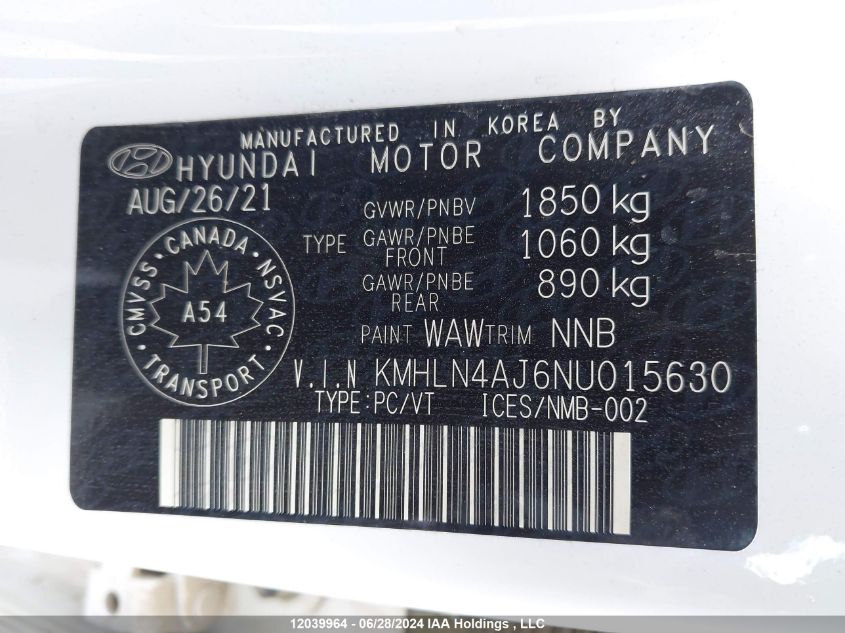 MANUFACTURED IN KOREA BY
HYUNDAI MOTOR COMPANY
AUG/26/21
GVWR/PNBV 1850 kg
TYPE GAWR/PNBE FRONT 1060 kg
GAWR/PNBE REAR 890 kg
CMVSS · CANADA · NSVAC
A54
TRANSPORT
PAINT WAW TRIM NNB
V.I.N KMHLN4AJ6NU015630
TYPE:PC/VT ICES/NMB-002
12039964 - 06/28/2024 IAA Holdings , LLC